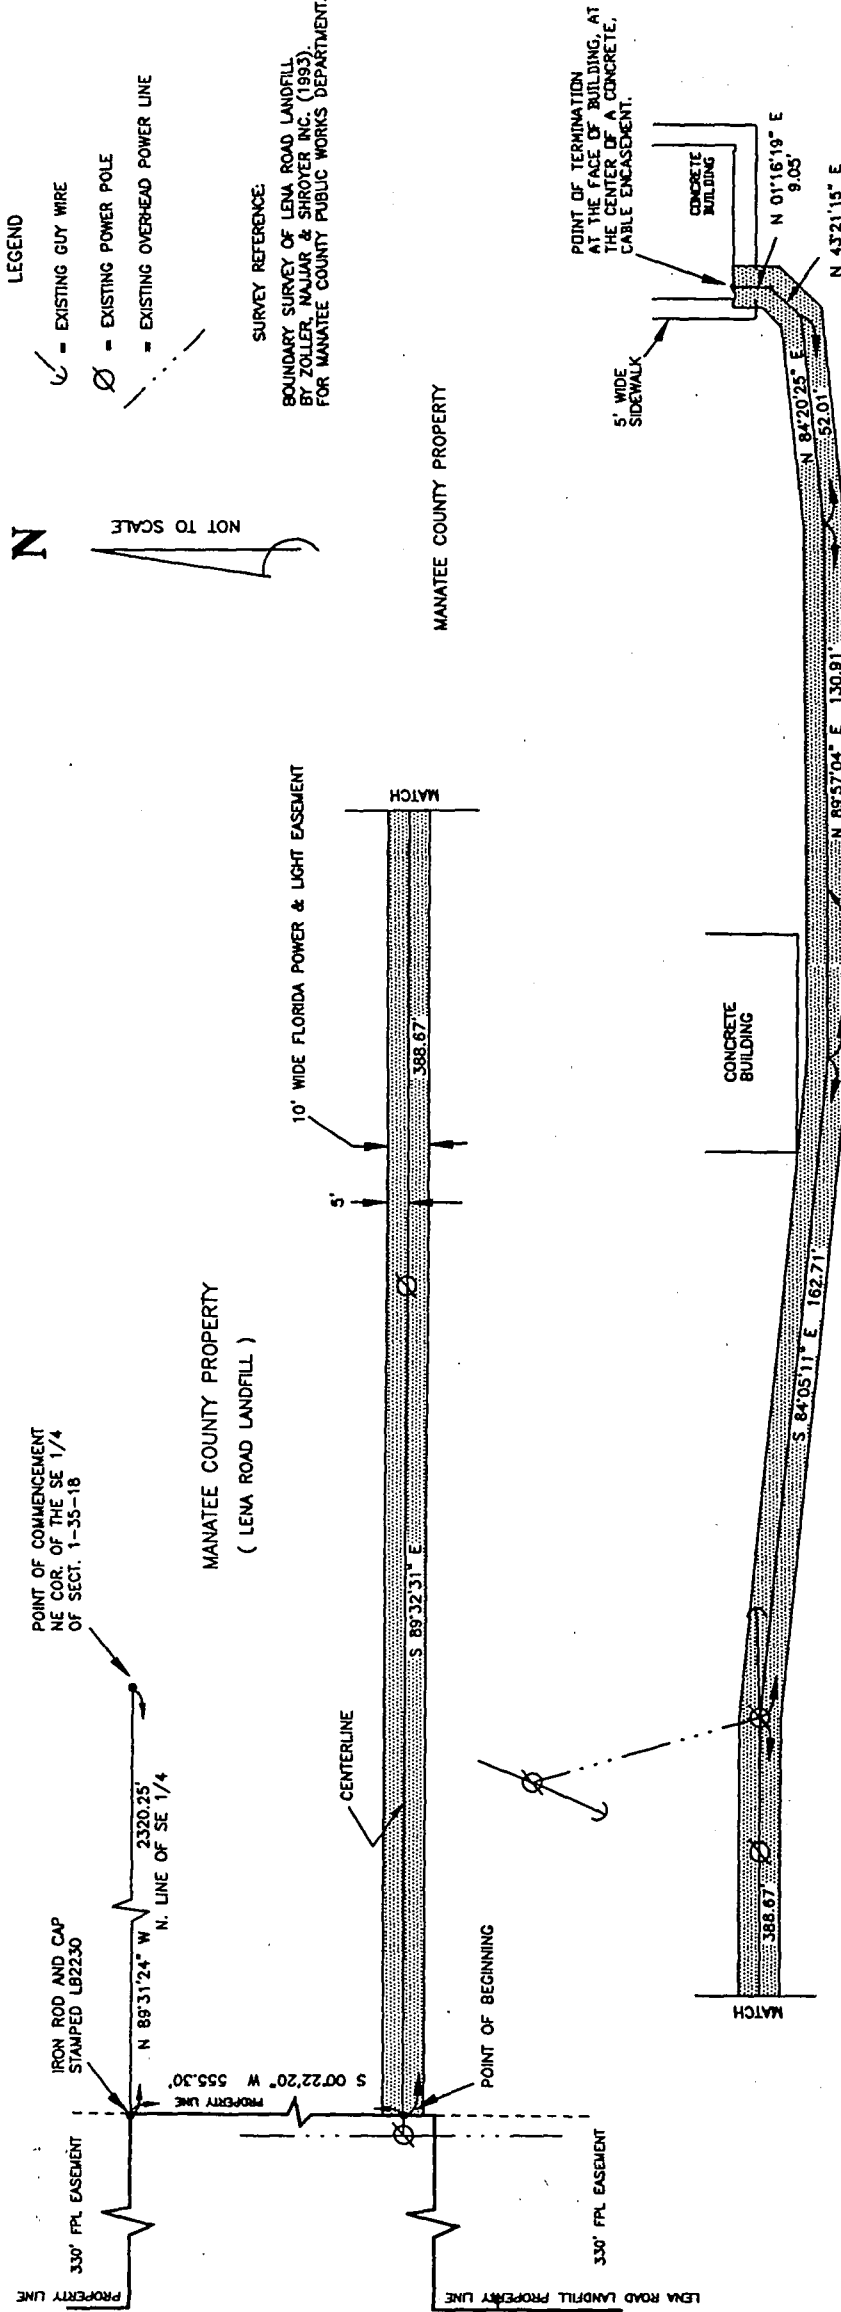 LEGEND
= EXISTING GUY WIRE
= EXISTING POWER POLE
= EXISTING OVERHEAD POWER LINE
SURVEY REFERENCE:
BOUNDARY SURVEY OF LENA ROAD LANDFILL
BY ZOLLER, NAJJAR & SHROYER INC. (1993).
FOR MANATEE COUNTY PUBLIC WORKS DEPARTMENT.
N
NOT TO SCALE
POINT OF COMMENCEMENT
NE COR. OF THE SE 1/4
OF SECT. 1-35-18
IRON ROD AND CAP
STAMPED LB2230
N 89°31'24" W 2320.25'
N. LINE OF SE 1/4
330' FPL EASEMENT
PROPERTY LINE
PROPERTY LINE
S 00°22'20" W 555.30'
MANATEE COUNTY PROPERTY
( LENA ROAD LANDFILL )
10' WIDE FLORIDA POWER & LIGHT EASEMENT
5'
CENTERLINE
S 89°32'31" E
388.67'
MATCH
POINT OF BEGINNING
330' FPL EASEMENT
LENA ROAD LANDFILL PROPERTY LINE
MANATEE COUNTY PROPERTY
POINT OF TERMINATION
AT THE FACE OF BUILDING, AT
THE CENTER OF A CONCRETE,
CABLE ENCASEMENT.
CONCRETE
BUILDING
5' WIDE
SIDEWALK
N 01°16'19" E
9.05'
N 43°21'15" E
N 84°20'25" E
52.01'
N 89°57'04" E 130.91'
CONCRETE
BUILDING
S 84°05'11" E 162.71'
388.67'
MATCH